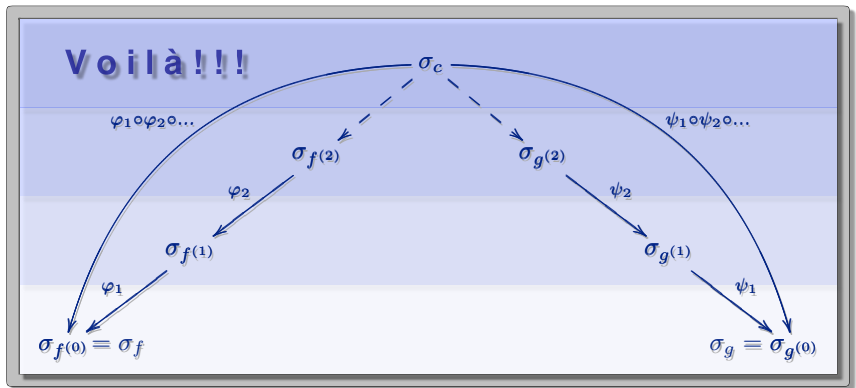 Voilà!!!
σ_c
φ₁∘φ₂∘... ψ₁∘ψ₂∘...
σ_{f^{(2)}} σ_{g^{(2)}}
φ₂ ψ₂
σ_{f^{(1)}} σ_{g^{(1)}}
φ₁ ψ₁
σ_{f^{(0)}} = σ_f σ_g = σ_{g^{(0)}}